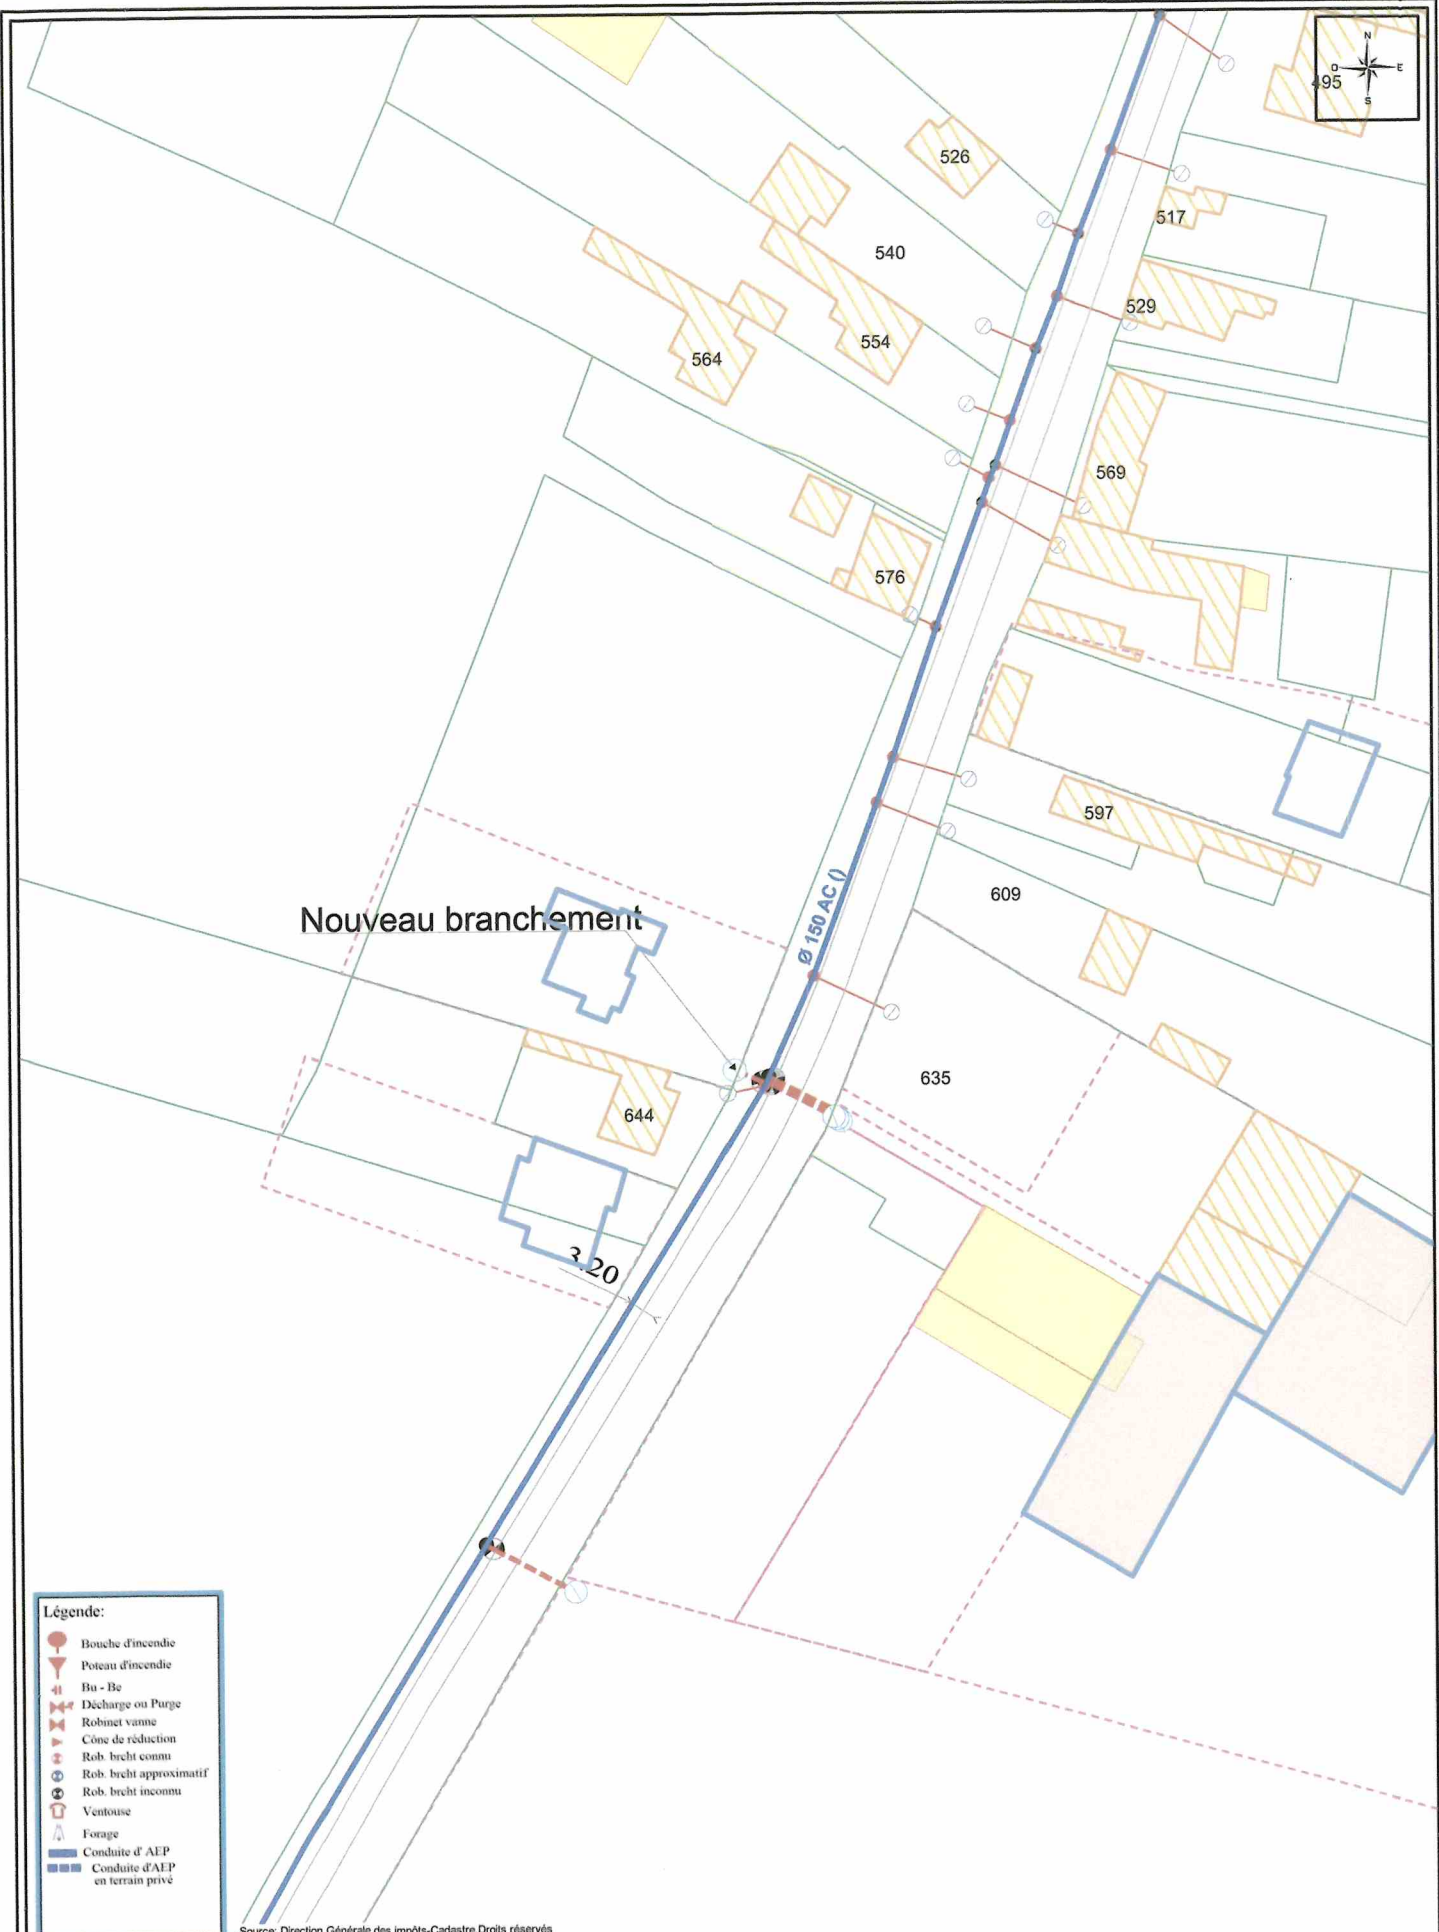 N
O
E
S
495
526
517
540
529
554
564
569
576
597
609
Nouveau branchement
Ø 150 AC ()
635
644
3.20
Légende:
Bouche d'incendie
Poteau d'incendie
Bu - Be
Décharge ou Purge
Robinet vanne
Cône de réduction
Rob. brcht connu
Rob. brcht approximatif
Rob. brcht inconnu
Ventouse
Forage
Conduite d' AEP
Conduite d'AEP
en terrain privé
Source: Direction Générale des impôts-Cadastre Droits réservés